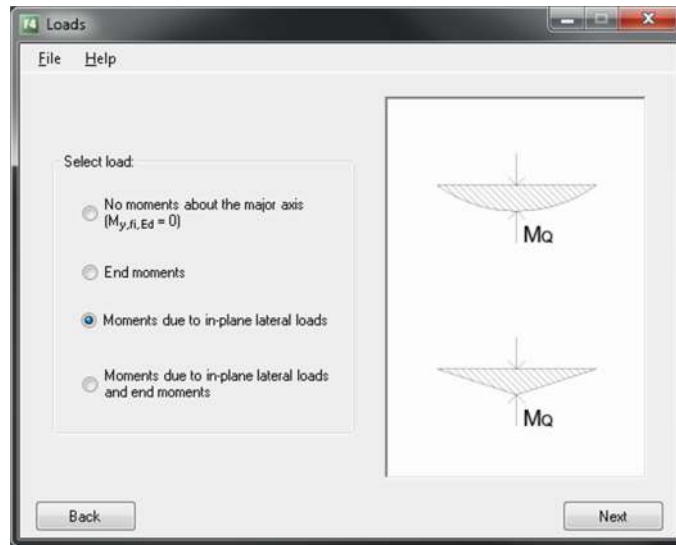 Loads
File Help
Select load:
No moments about the major axis
(My,fi,Ed = 0)
End moments
Moments due to in-plane lateral loads
Moments due to in-plane lateral loads
and end moments
MQ
MQ
Back
Next